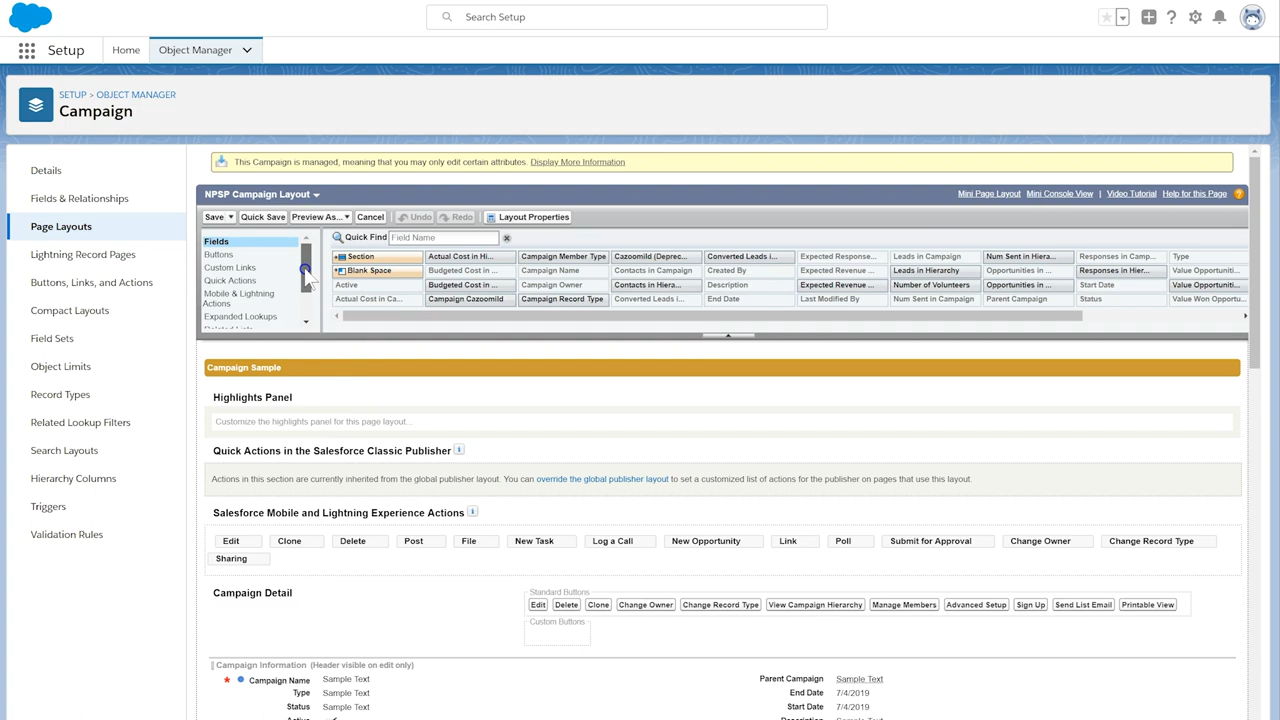 Search Setup
Setup
Home
Object Manager
SETUP > OBJECT MANAGER
Campaign
Details
Fields & Relationships
Page Layouts
Lightning Record Pages
Buttons, Links, and Actions
Compact Layouts
Field Sets
Object Limits
Record Types
Related Lookup Filters
Search Layouts
Hierarchy Columns
Triggers
Validation Rules
This Campaign is managed, meaning that you may only edit certain attributes. Display More Information
NPSP Campaign Layout
Mini Page Layout Mini Console View | Video Tutorial Help for this Page
Save Quick Save Preview As... Cancel Undo Redo Layout Properties
Fields
Buttons
Custom Links
Quick Actions
Mobile & Lightning
Actions
Expanded Lookups
Related Lists
Quick Find Field Name
Section Actual Cost in Hi... Campaign Member Type Cazoomild (Deprec... Converted Leads i... Expected Response... Leads in Campaign Num Sent in Hiera... Responses in Camp... Type
Blank Space Budgeted Cost in ... Campaign Name Contacts in Campaign Created By Expected Revenue ... Leads in Hierarchy Opportunities in ... Responses in Hier... Value Opportuniti...
Active Budgeted Cost in ... Campaign Owner Contacts in Hiera... Description Expected Revenue ... Number of Volunteers Opportunities in ... Start Date Value Opportuniti...
Actual Cost in Ca... Campaign Cazoomild Campaign Record Type Converted Leads i... End Date Last Modified By Num Sent in Campaign Parent Campaign Status Value Won Opportu...
Campaign Sample
Highlights Panel
Customize the highlights panel for this page layout...
Quick Actions in the Salesforce Classic Publisher
Actions in this section are currently inherited from the global publisher layout. You can override the global publisher layout to set a customized list of actions for the publisher on pages that use this layout.
Salesforce Mobile and Lightning Experience Actions
Edit Clone Delete Post File New Task Log a Call New Opportunity Link Poll Submit for Approval Change Owner Change Record Type
Sharing
Campaign Detail
Standard Buttons
Edit Delete Clone Change Owner Change Record Type View Campaign Hierarchy Manage Members Advanced Setup Sign Up Send List Email Printable View
Custom Buttons
Campaign Information (Header visible on edit only)
* Campaign Name Sample Text
Parent Campaign Sample Text
Type Sample Text
End Date 7/4/2019
Status Sample Text
Start Date 7/4/2019